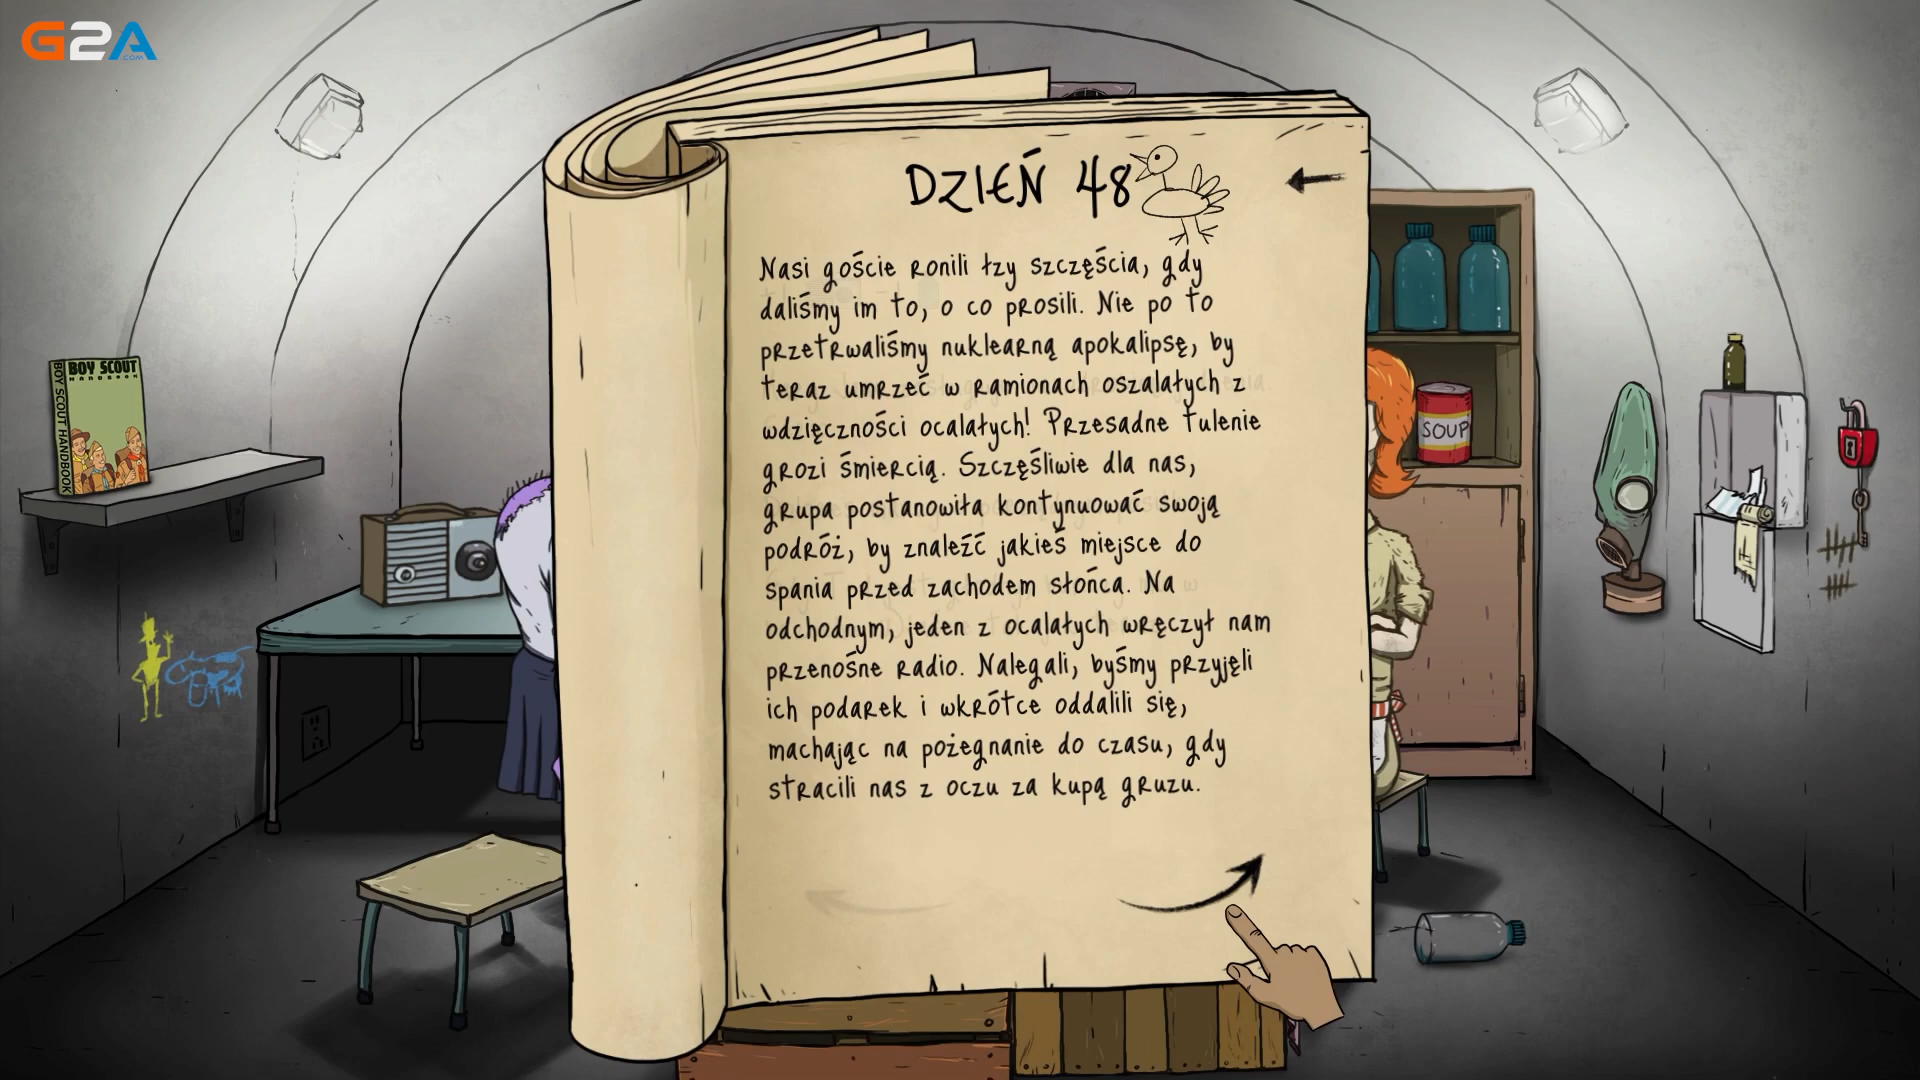 G2A
.COM
DZIEŃ 48
Nasi goście ronili łzy szczęścia, gdy
daliśmy im to, o co prosili. Nie po to
przetrwaliśmy nuklearną apokalipsę, by
teraz umrzeć w ramionach oszalałych z
wdzięczności ocalałych! Przesadne tulenie
grozi śmiercią. Szczęśliwie dla nas,
grupa postanowiła kontynuować swoją
podróż, by znaleźć jakieś miejsce do
spania przed zachodem słońca. Na
odchodnym, jeden z ocalałych wręczył nam
przenośne radio. Nalegali, byśmy przyjęli
ich podarek i wkrótce oddalili się,
machając na pożegnanie do czasu, gdy
stracili nas z oczu za kupą gruzu.
BOY SCOUT
HANDBOOK
BOY SCOUT HANDBOOK
SOUP